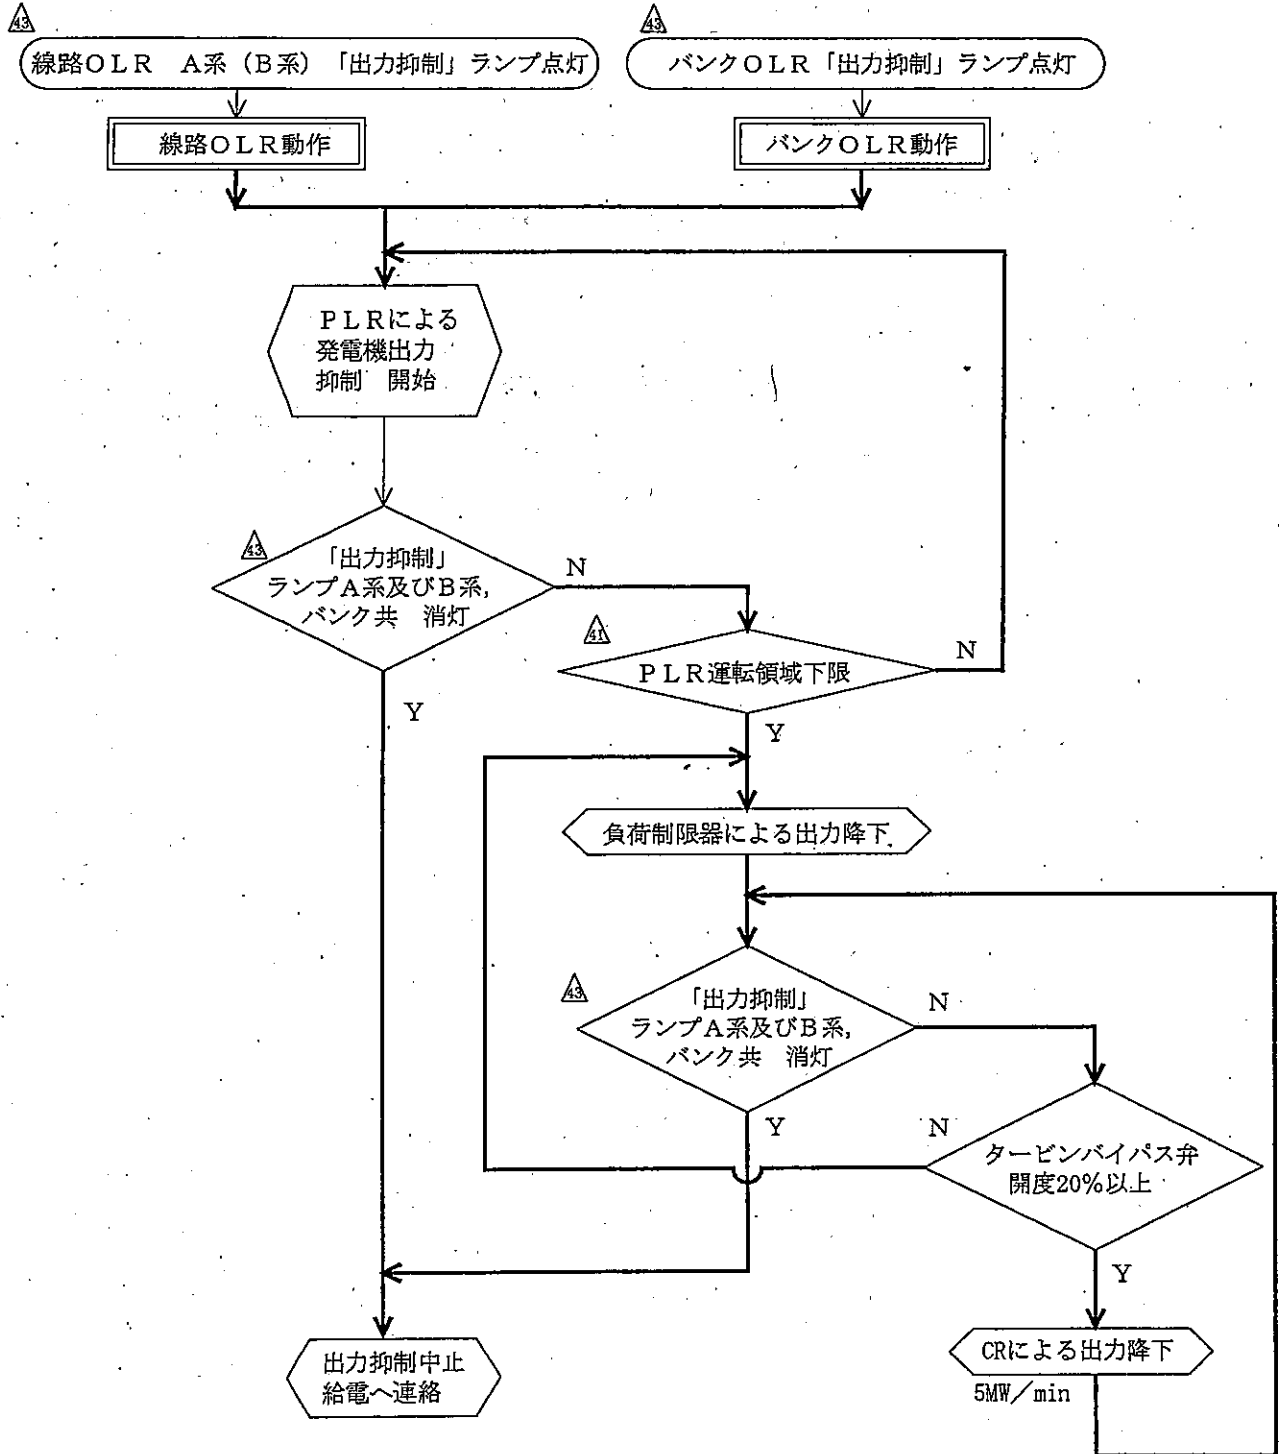 43
線路OLR A系(B系)「出力抑制」ランプ点灯
43
バンクOLR「出力抑制」ランプ点灯
線路OLR動作
バンクOLR動作
PLRによる
発電機出力
抑制 開始
43
「出力抑制」
ランプA系及びB系,
バンク共 消灯
N
Y
41
PLR運転領域下限
N
Y
負荷制限器による出力降下
43
「出力抑制」
ランプA系及びB系,
バンク共 消灯
N
Y
N
タービンバイパス弁
開度20%以上
Y
CRによる出力降下
5MW/min
出力抑制中止
給電へ連絡